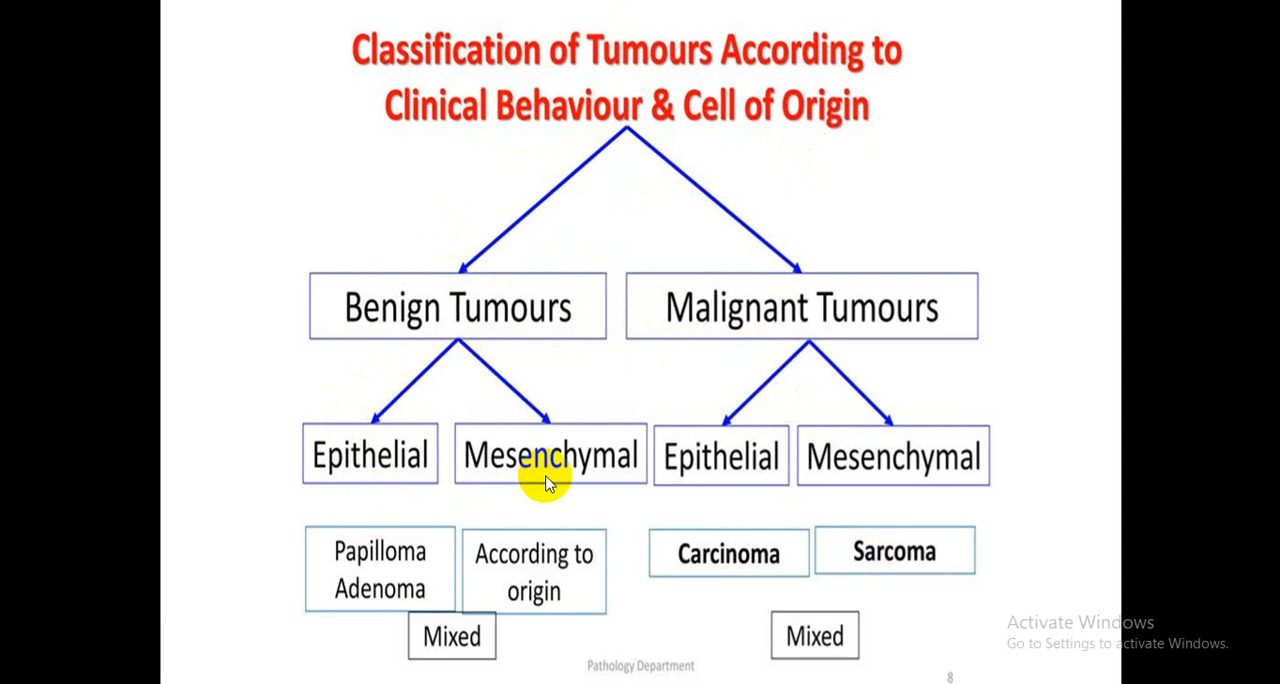 Classification of Tumours According to
Clinical Behaviour & Cell of Origin
Benign Tumours
Malignant Tumours
Epithelial
Mesenchymal
Epithelial
Mesenchymal
Papilloma
Adenoma
According to
origin
Carcinoma
Sarcoma
Mixed
Mixed
Activate Windows
Go to Settings to activate Windows.
Pathology Department
8